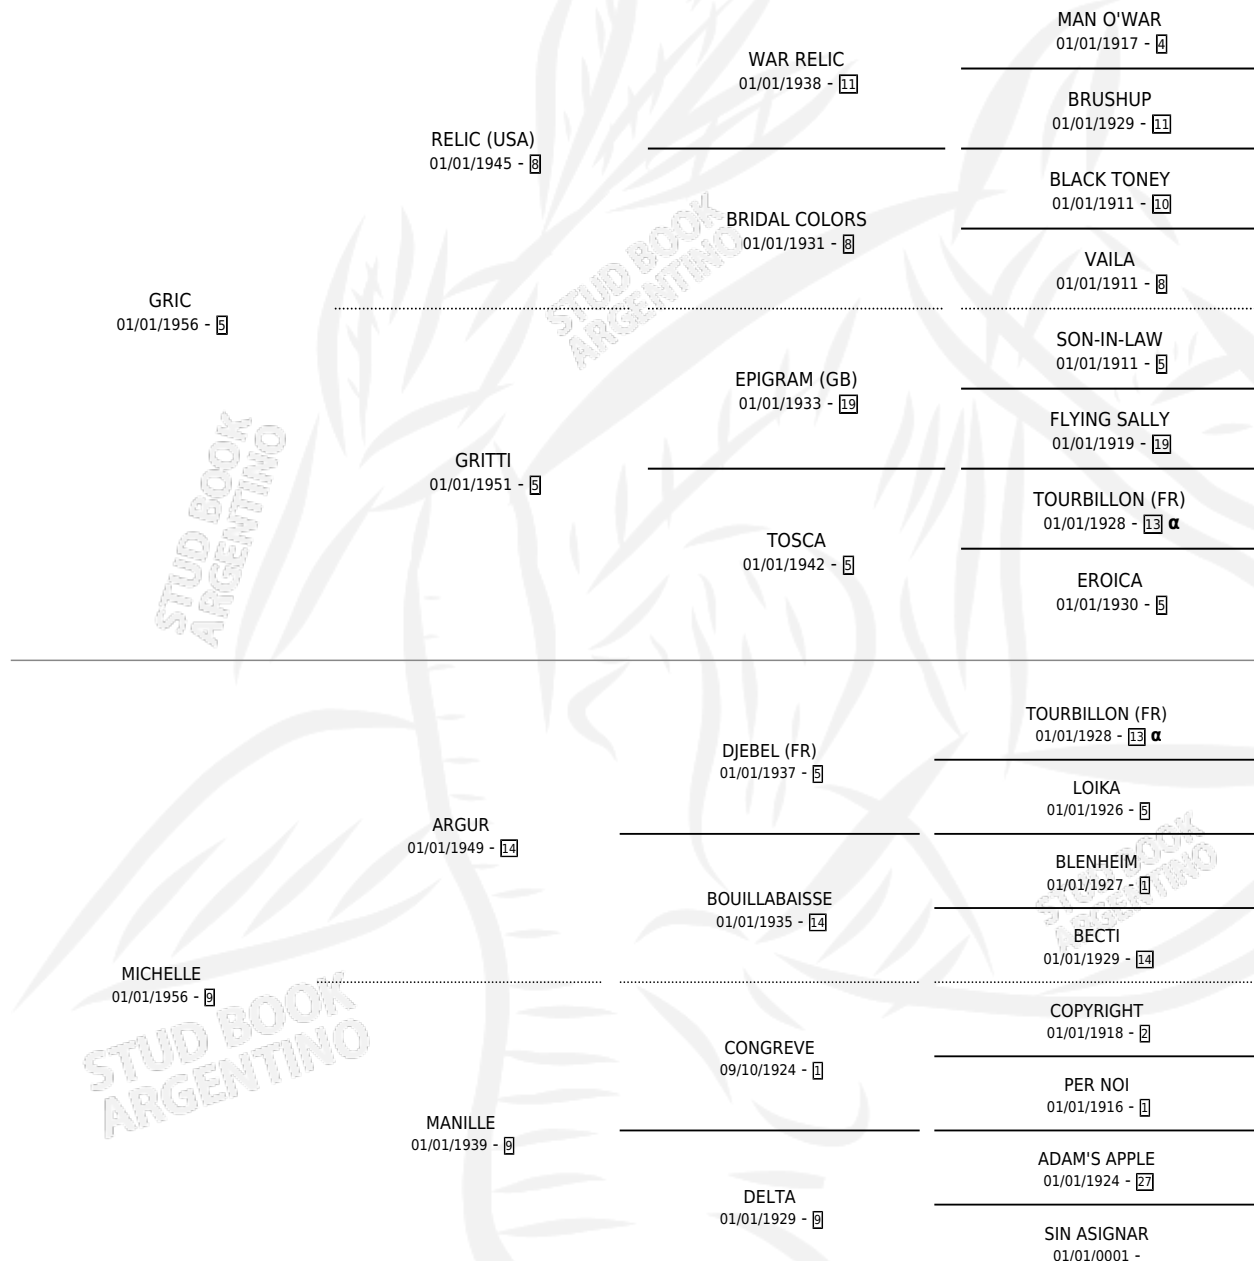 MAN O'WAR
01/01/1917 - 4
WAR RELIC
01/01/1938 - 11
BRUSHUP
01/01/1929 - 11
RELIC (USA)
01/01/1945 - 8
BLACK TONEY
01/01/1911 - 10
BRIDAL COLORS
01/01/1931 - 8
VAILA
01/01/1911 - 8
GRIC
01/01/1956 - 5
STUD BOOK
ARGENTINO
SON-IN-LAW
01/01/1911 - 5
EPIGRAM (GB)
01/01/1933 - 19
FLYING SALLY
01/01/1919 - 19
GRITTI
01/01/1951 - 5
STUD BOOK
ARGENTINO
TOURBILLON (FR)
01/01/1928 - 13 α
TOSCA
01/01/1942 - 5
EROICA
01/01/1930 - 5
TOURBILLON (FR)
01/01/1928 - 13 α
DJEBEL (FR)
01/01/1937 - 5
LOIKA
01/01/1926 - 5
ARGUR
01/01/1949 - 14
BLENHEIM
01/01/1927 - 1
STUD BOOK
ARGENTINO
BOUILLABAISSE
01/01/1935 - 14
BECTI
01/01/1929 - 14
MICHELLE
01/01/1956 - 9
STUD BOOK
ARGENTINO
COPYRIGHT
01/01/1918 - 2
CONGREVE
09/10/1924 - 1
PER NOI
01/01/1916 - 1
MANILLE
01/01/1939 - 9
ADAM'S APPLE
01/01/1924 - 27
DELTA
01/01/1929 - 9
SIN ASIGNAR
01/01/0001 -